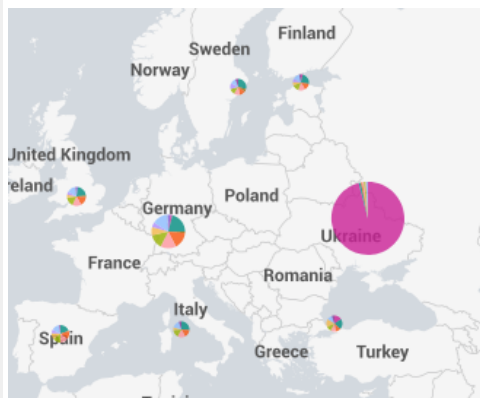 Finland
Sweden
Norway
United Kingdom
reland
Poland
Germany
Ukraine
France
Romania
Italy
Spain
Greece
Turkey